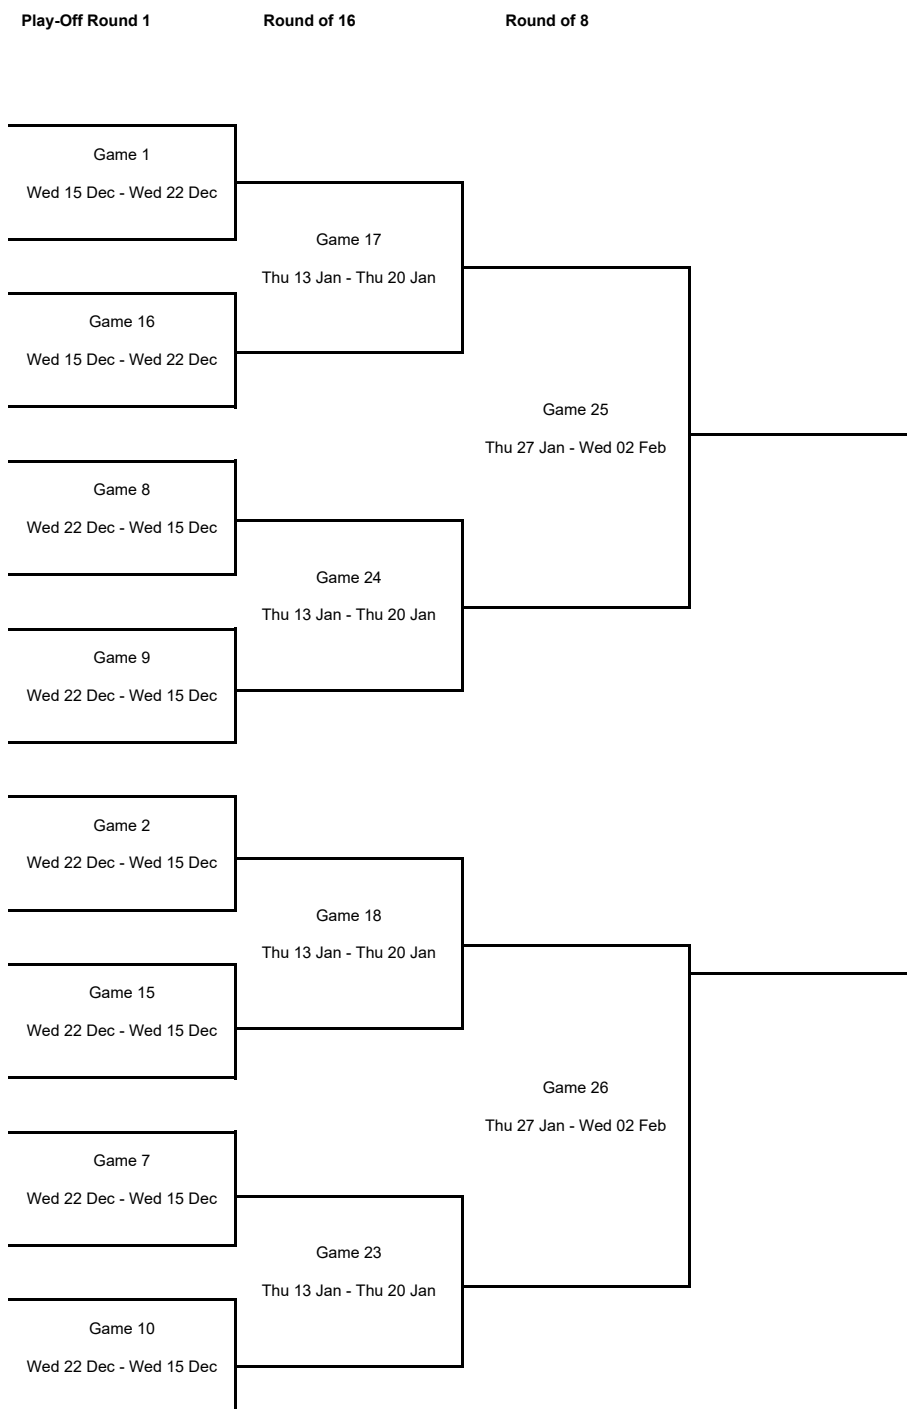 Play-Off Round 1
Round of 16
Round of 8
Game 1
Wed 15 Dec - Wed 22 Dec
Game 17
Thu 13 Jan - Thu 20 Jan
Game 16
Wed 15 Dec - Wed 22 Dec
Game 25
Thu 27 Jan - Wed 02 Feb
Game 8
Wed 22 Dec - Wed 15 Dec
Game 24
Thu 13 Jan - Thu 20 Jan
Game 9
Wed 22 Dec - Wed 15 Dec
Game 2
Wed 22 Dec - Wed 15 Dec
Game 18
Thu 13 Jan - Thu 20 Jan
Game 15
Wed 22 Dec - Wed 15 Dec
Game 26
Thu 27 Jan - Wed 02 Feb
Game 7
Wed 22 Dec - Wed 15 Dec
Game 23
Thu 13 Jan - Thu 20 Jan
Game 10
Wed 22 Dec - Wed 15 Dec